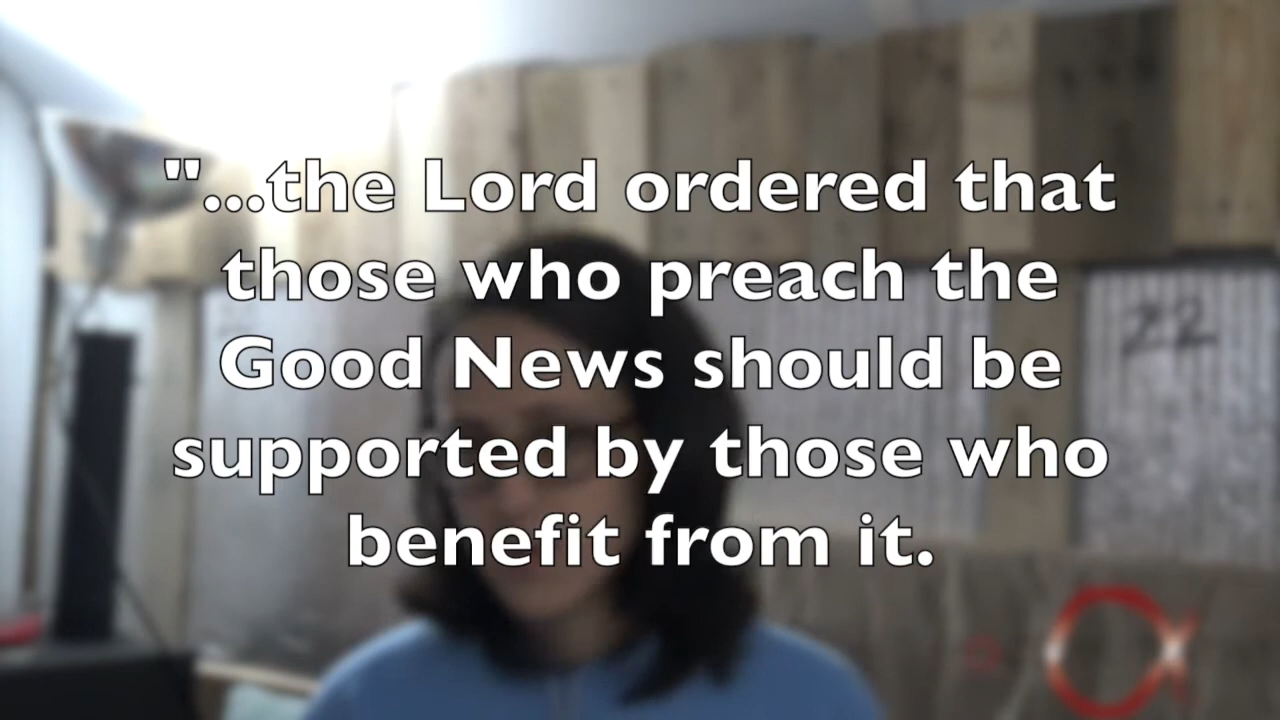 "...the Lord ordered that
those who preach the
Good News should be
supported by those who
benefit from it.
22